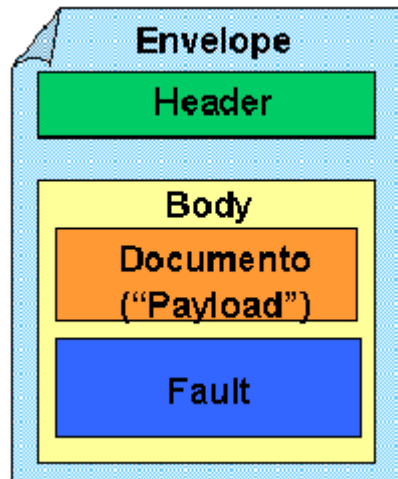 Envelope
Header
Body
Documento
(“Payload”)
Fault